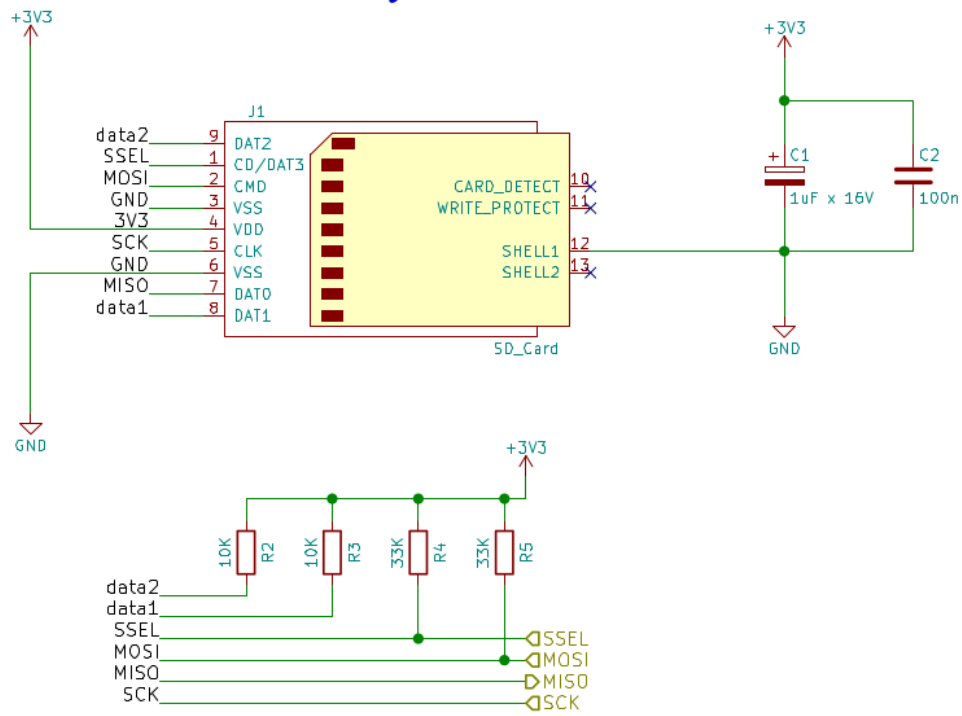 +3V3
+3V3
J1
data2 9 DAT2
SSEL 1 CD/DAT3
MOSI 2 CMD
GND 3 VSS
3V3 4 VDD
SCK 5 CLK
GND 6 VSS
MISO 7 DAT0
data1 8 DAT1
CARD_DETECT 10
WRITE_PROTECT 11
SHELL1 12
SHELL2 13
SD_Card
+ C1
1uF x 16V
C2
100n
GND
GND
+3V3
10K R2
10K R3
33K R4
33K R5
data2
data1
SSEL SSEL
MOSI MOSI
MISO MISO
SCK SCK